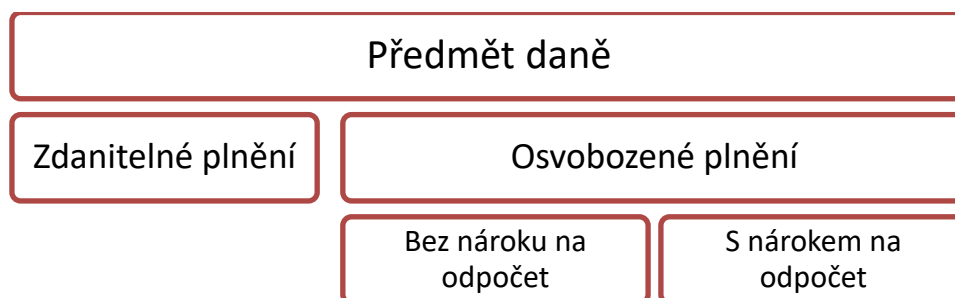 Předmět daně
Zdanitelné plnění
Osvobozené plnění
Bez nároku na
odpočet
S nárokem na
odpočet